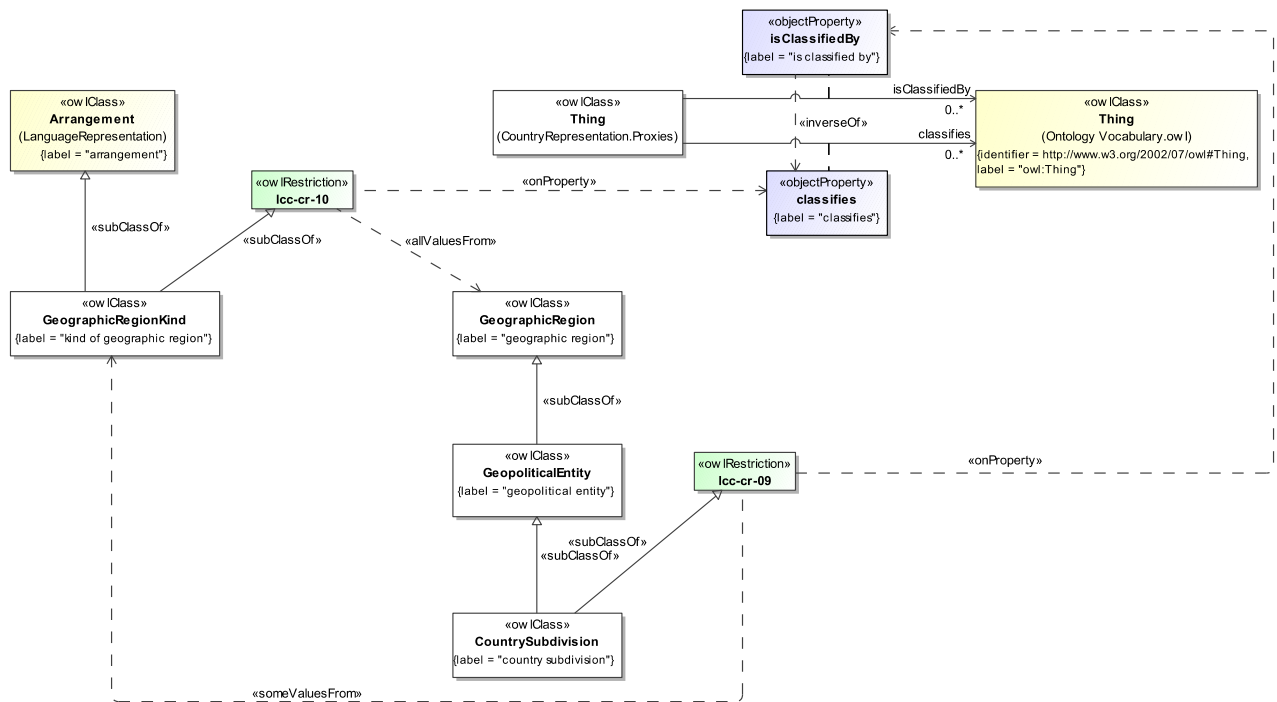 «objectProperty»
isClassifiedBy
{label = "is classified by"}
«owlClass»
Arrangement
(LanguageRepresentation)
{label = "arrangement"}
«owlClass»
Thing
(CountryRepresentation.Proxies)
isClassifiedBy
0..*
«inverseOf»
classifies
0..*
«owlClass»
Thing
(Ontology Vocabulary.owl)
{identifier = http://www.w3.org/2002/07/owl#Thing,
label = "owl:Thing"}
«owlRestriction»
lcc-cr-10
«onProperty»
«objectProperty»
classifies
{label = "classifies"}
«subClassOf»
«subClassOf»
«allValuesFrom»
«owlClass»
GeographicRegionKind
{label = "kind of geographic region"}
«owlClass»
GeographicRegion
{label = "geographic region"}
«subClassOf»
«owlClass»
GeopoliticalEntity
{label = "geopolitical entity"}
«owlRestriction»
lcc-cr-09
«onProperty»
«subClassOf»
«subClassOf»
«owlClass»
CountrySubdivision
{label = "country subdivision"}
«someValuesFrom»